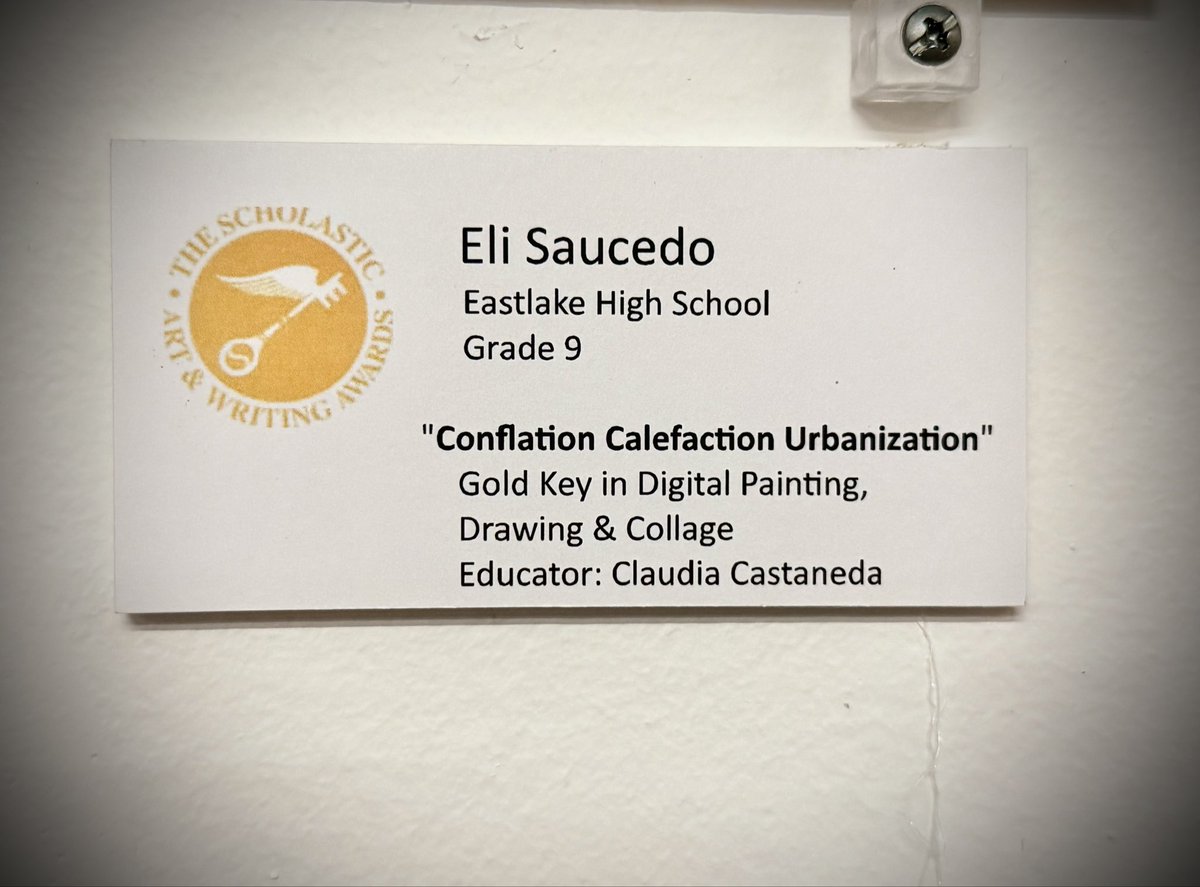 THE SCHOLASTIC
ART & WRITING AWARDS
S
Eli Saucedo
Eastlake High School
Grade 9
"Conflation Calefaction Urbanization"
Gold Key in Digital Painting,
Drawing & Collage
Educator: Claudia Castaneda